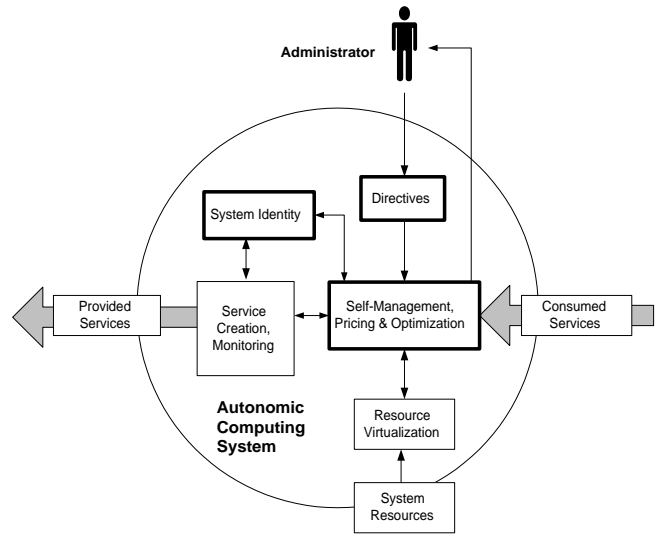 Administrator
System Identity
Directives
Provided
Services
Service
Creation,
Monitoring
Self-Management,
Pricing & Optimization
Consumed
Services
Autonomic
Computing
System
Resource
Virtualization
System
Resources